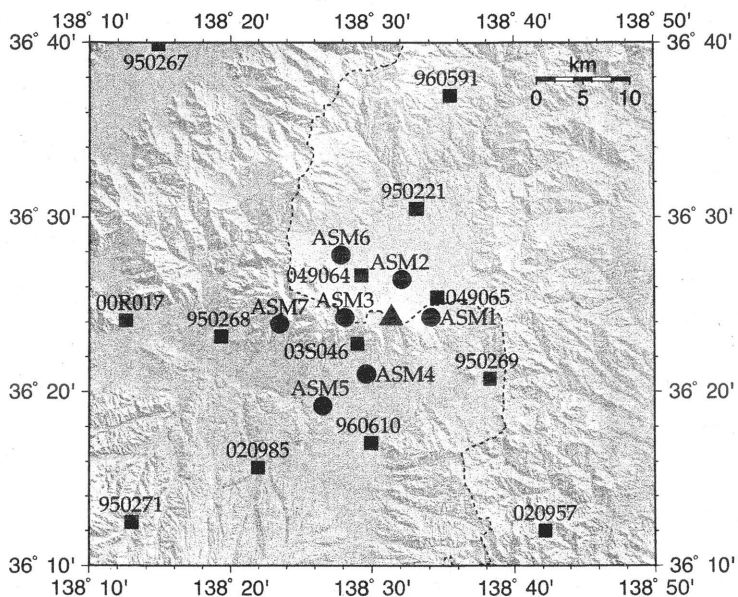 138° 10' 138° 20' 138° 30' 138° 40' 138° 50'
36° 40' 36° 40'
950267
km
0 5 10
960591
36° 30' 36° 30'
950221
ASM6
049064 ASM2
049065
00R017
950268 ASM7 ASM3 ASM1
03S046
950269
36° 20' ASM4 36° 20'
ASM5
960610
020985
950271
020957
36° 10' 36° 10'
138° 10' 138° 20' 138° 30' 138° 40' 138° 50'